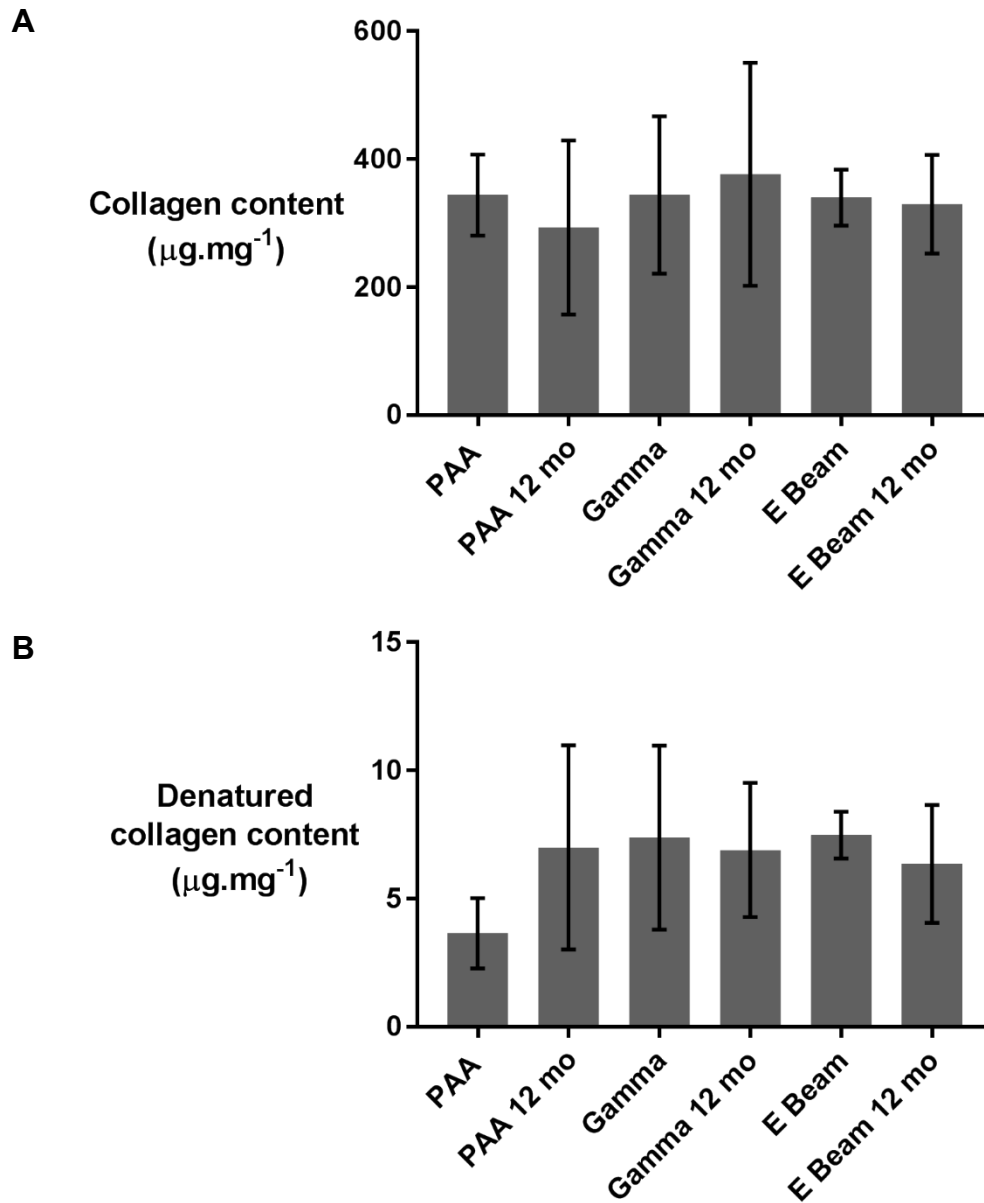 A
600
400
200
0
Collagen content
(μg.mg⁻¹)
PAA
PAA 12 mo
Gamma
Gamma 12 mo
E Beam
E Beam 12 mo
B
15
10
5
0
Denatured
collagen content
(μg.mg⁻¹)
PAA
PAA 12 mo
Gamma
Gamma 12 mo
E Beam
E Beam 12 mo